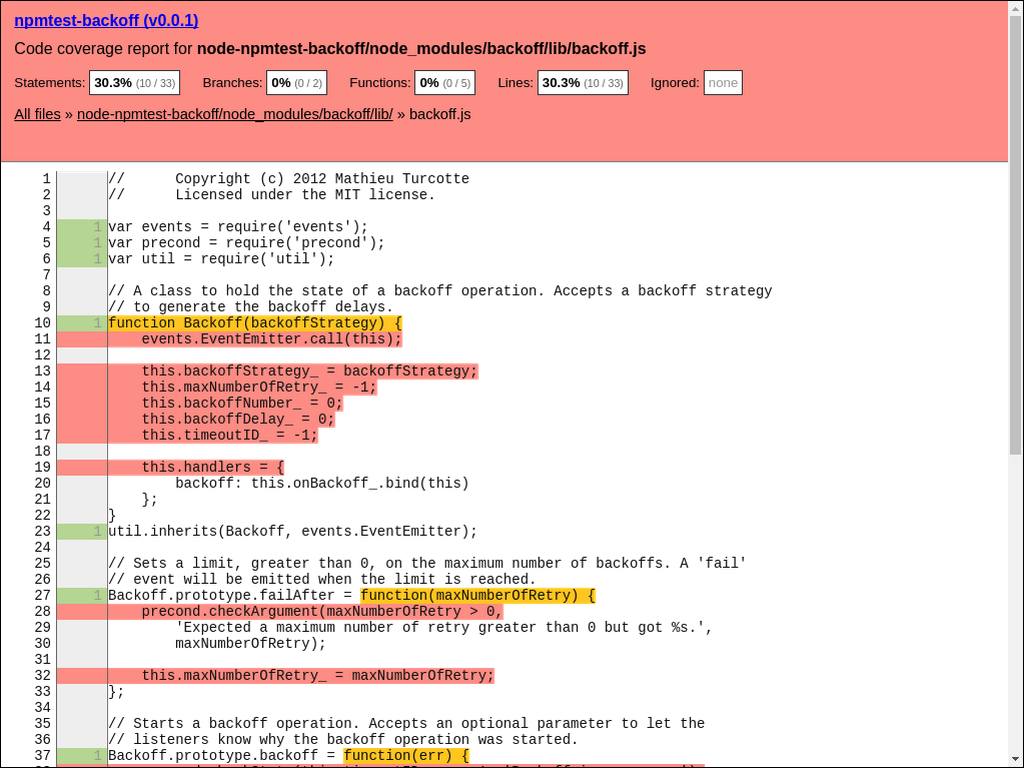 npmtest-backoff (v0.0.1)
Code coverage report for node-npmtest-backoff/node_modules/backoff/lib/backoff.js
Statements: 30.3% (10 / 33) Branches: 0% (0 / 2) Functions: 0% (0 / 5) Lines: 30.3% (10 / 33) Ignored: none
All files » node-npmtest-backoff/node_modules/backoff/lib/ » backoff.js
1 //      Copyright (c) 2012 Mathieu Turcotte
2 //      Licensed under the MIT license.
3
4 1 var events = require('events');
5 1 var precond = require('precond');
6 1 var util = require('util');
7
8 // A class to hold the state of a backoff operation. Accepts a backoff strategy
9 // to generate the backoff delays.
10 1 function Backoff(backoffStrategy) {
11     events.EventEmitter.call(this);
12
13     this.backoffStrategy_ = backoffStrategy;
14     this.maxNumberOfRetry_ = -1;
15     this.backoffNumber_ = 0;
16     this.backoffDelay_ = 0;
17     this.timeoutID_ = -1;
18
19     this.handlers = {
20         backoff: this.onBackoff_.bind(this)
21     };
22 }
23 1 util.inherits(Backoff, events.EventEmitter);
24
25 // Sets a limit, greater than 0, on the maximum number of backoffs. A 'fail'
26 // event will be emitted when the limit is reached.
27 1 Backoff.prototype.failAfter = function(maxNumberOfRetry) {
28     precond.checkArgument(maxNumberOfRetry > 0,
29         'Expected a maximum number of retry greater than 0 but got %s.',
30         maxNumberOfRetry);
31
32     this.maxNumberOfRetry_ = maxNumberOfRetry;
33 };
34
35 // Starts a backoff operation. Accepts an optional parameter to let the
36 // listeners know why the backoff operation was started.
37 1 Backoff.prototype.backoff = function(err) {